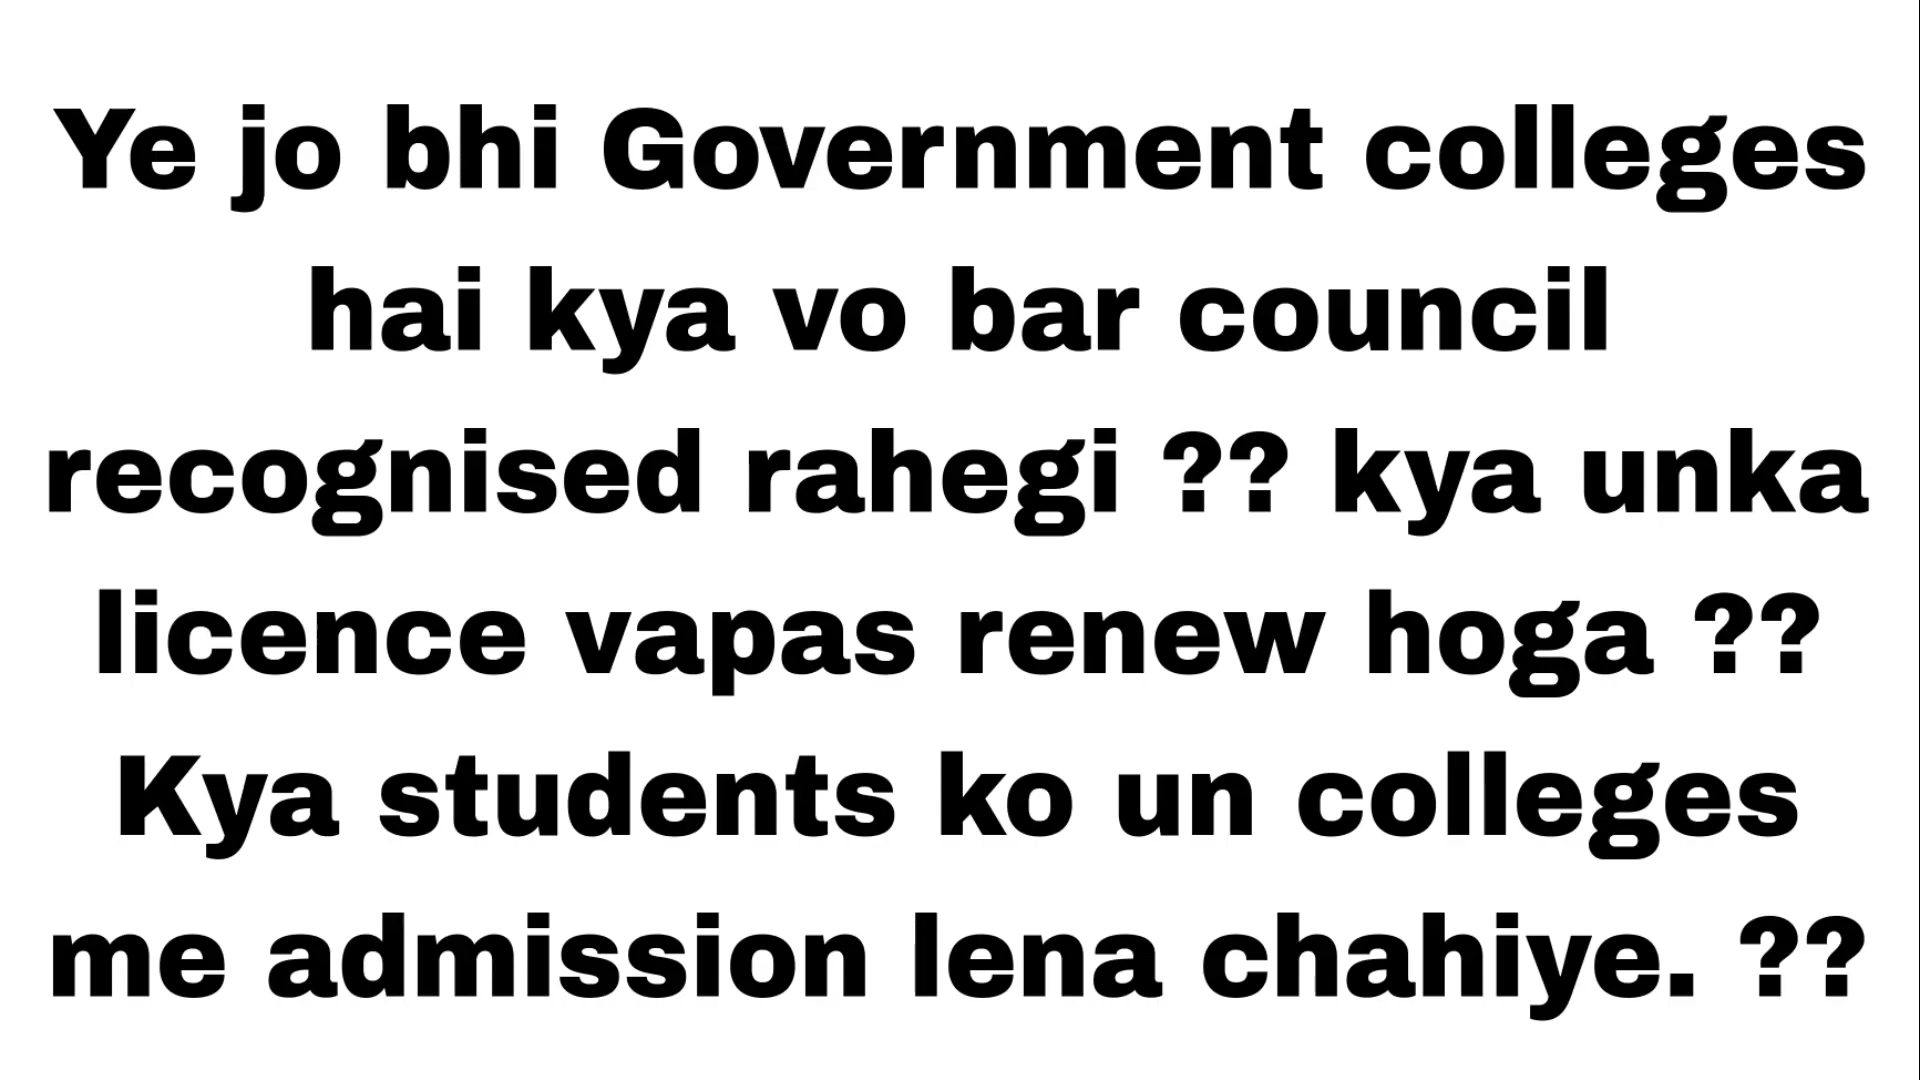 Ye jo bhi Government colleges
hai kya vo bar council
recognised rahegi ?? kya unka
licence vapas renew hoga ??
Kya students ko un colleges
me admission lena chahiye. ??